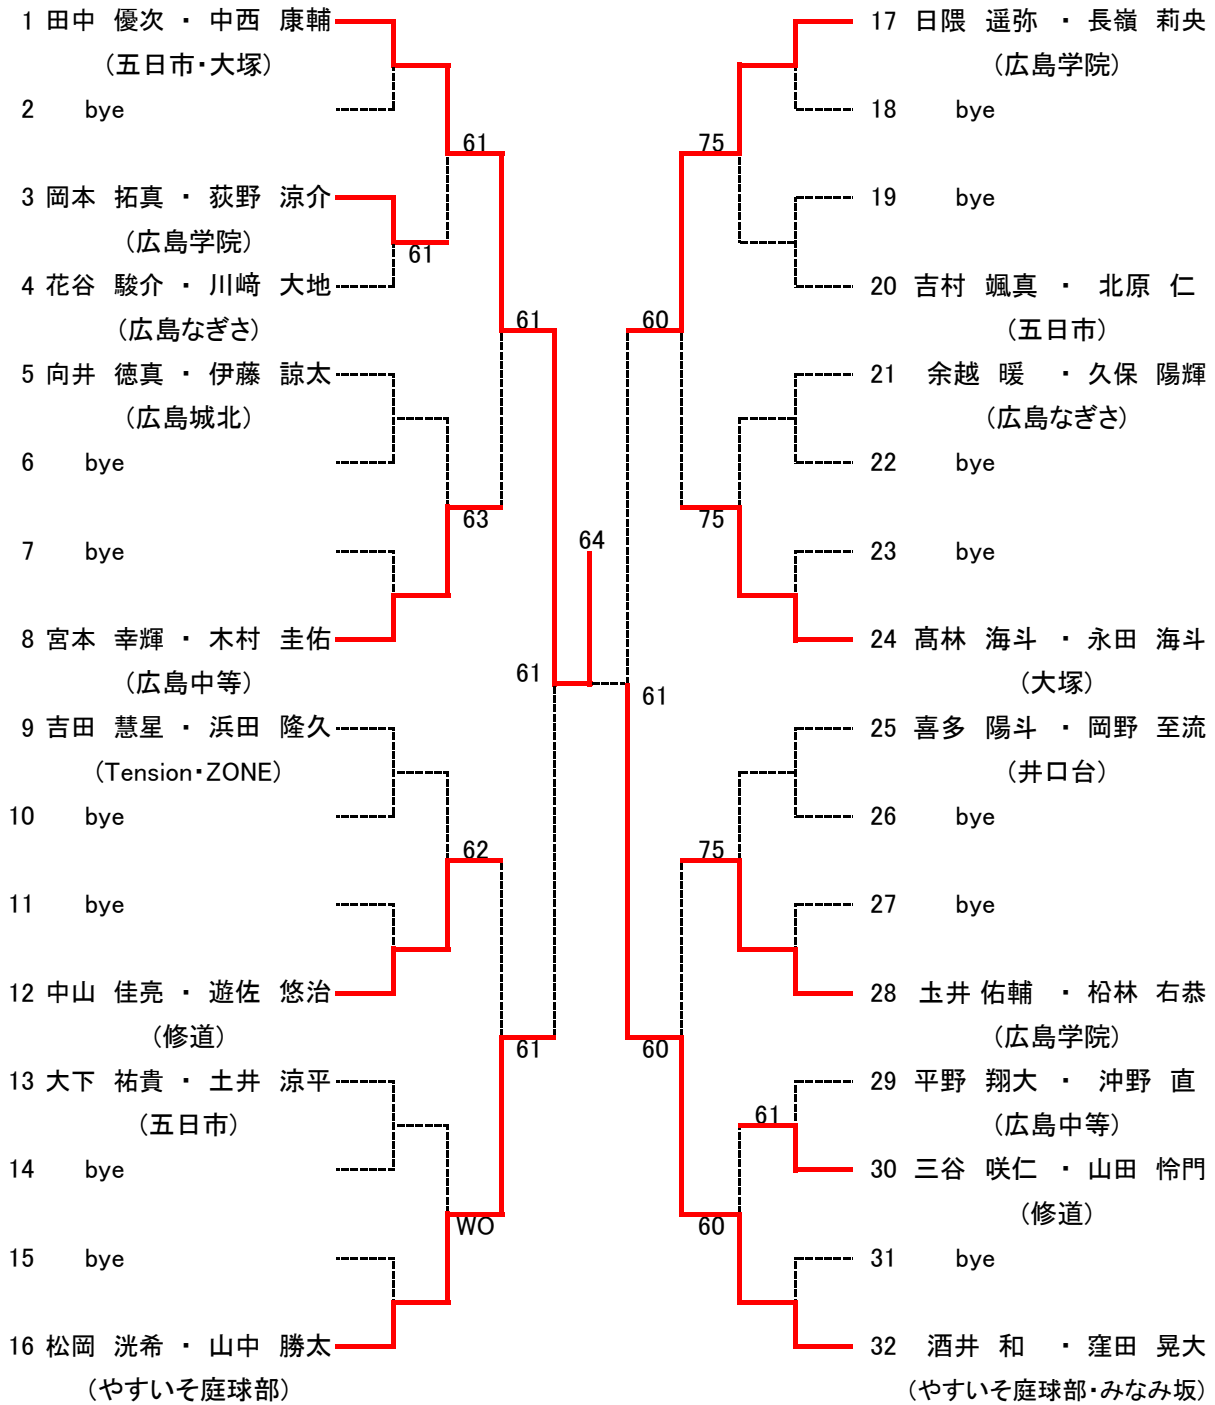 1 田中 優次 ・ 中西 康輔
(五日市・大塚)
2 bye
61
3 岡本 拓真 ・ 荻野 涼介
(広島学院)
61
4 花谷 駿介 ・ 川﨑 大地
(広島なぎさ)
61
5 向井 徳真 ・ 伊藤 諒太
(広島城北)
6 bye
63
7 bye
8 宮本 幸輝 ・ 木村 圭佑
(広島中等)
61
9 吉田 慧星 ・ 浜田 隆久
(Tension・ZONE)
10 bye
62
11 bye
12 中山 佳亮 ・ 遊佐 悠治
(修道)
61
13 大下 祐貴 ・ 土井 涼平
(五日市)
14 bye
WO
15 bye
16 松岡 洸希 ・ 山中 勝太
(やすいそ庭球部)
64
17 日隈 遥弥 ・ 長嶺 莉央
(広島学院)
18 bye
75
19 bye
20 吉村 颯真 ・ 北原 仁
(五日市)
60
21 余越 暖 ・ 久保 陽輝
(広島なぎさ)
22 bye
75
23 bye
24 髙林 海斗 ・ 永田 海斗
(大塚)
61
25 喜多 陽斗 ・ 岡野 至流
(井口台)
26 bye
75
27 bye
28 圡井 佑輔 ・ 枌林 右恭
(広島学院)
60
29 平野 翔大 ・ 沖野 直
(広島中等)
61
30 三谷 咲仁 ・ 山田 怜門
(修道)
60
31 bye
32 酒井 和 ・ 窪田 晃大
(やすいそ庭球部・みなみ坂)